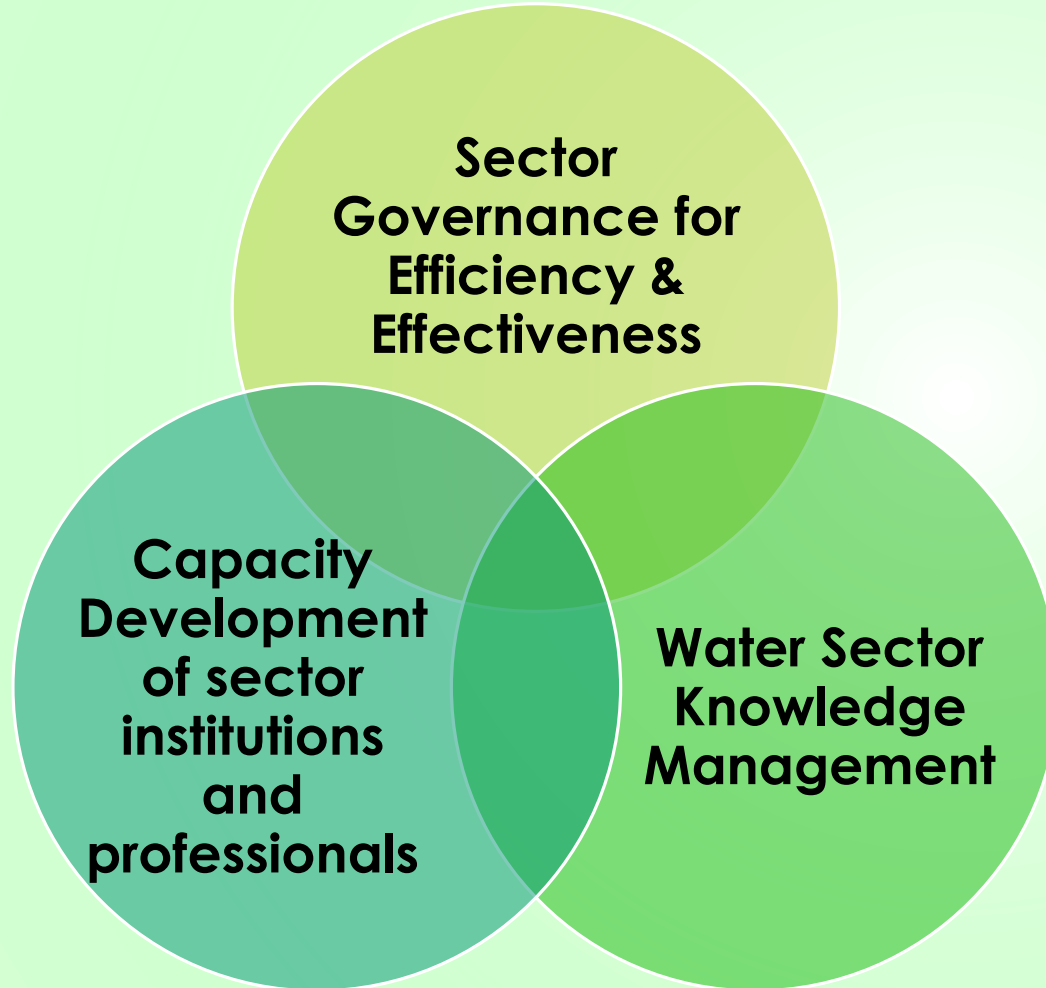 Sector
Governance for
Efficiency &
Effectiveness
Capacity
Development
of sector
institutions
and
professionals
Water Sector
Knowledge
Management